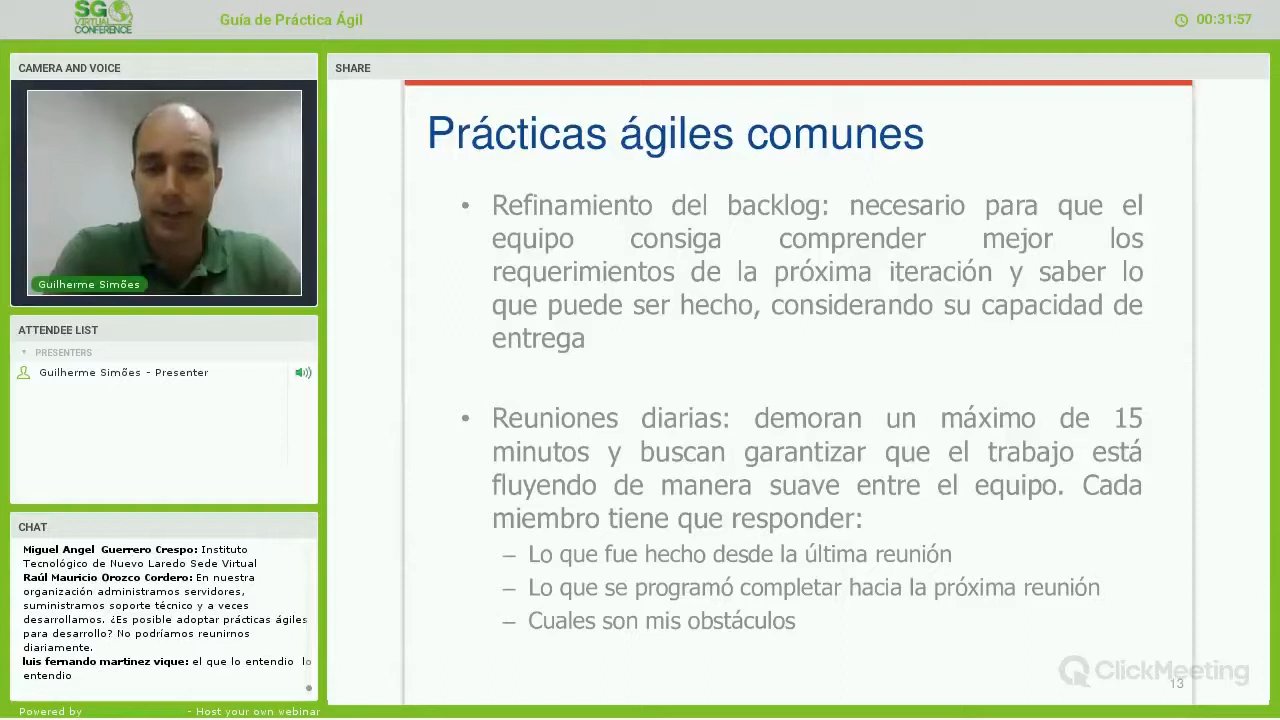 SG
VIRTUAL
CONFERENCE
Guía de Práctica Ágil
00:31:57
CAMERA AND VOICE
Guilherme Simões
ATTENDEE LIST
PRESENTERS
Guilherme Simões - Presenter
CHAT
Miguel Angel Guerrero Crespo: Instituto
Tecnológico de Nuevo Laredo Sede Virtual
Raúl Mauricio Orozco Cordero: En nuestra
organización administramos servidores,
suministramos soporte técnico y a veces
desarrollamos. ¿Es posible adoptar prácticas ágiles
para desarrollo? No podríamos reunirnos
diariamente.
luis fernando martinez vique: el que lo entendio lo
entendio
Powered by - Host your own webinar
SHARE
Prácticas ágiles comunes
• Refinamiento del backlog: necesario para que el
equipo consiga comprender mejor los
requerimientos de la próxima iteración y saber lo
que puede ser hecho, considerando su capacidad de
entrega
• Reuniones diarias: demoran un máximo de 15
minutos y buscan garantizar que el trabajo está
fluyendo de manera suave entre el equipo. Cada
miembro tiene que responder:
– Lo que fue hecho desde la última reunión
– Lo que se programó completar hacia la próxima reunión
– Cuales son mis obstáculos
ClickMeeting
13